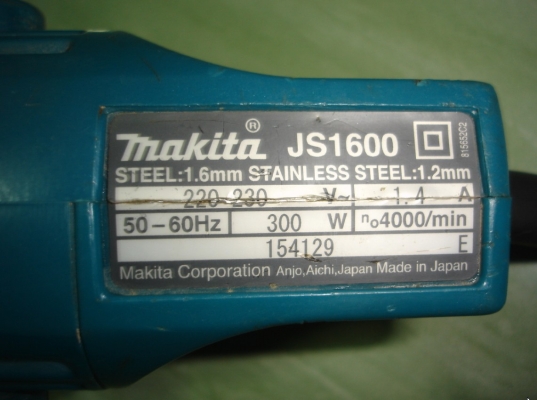 makita ® JS1600
STEEL:1.6mm STAINLESS STEEL:1.2mm
220-230 V~ 1.4 A
50-60Hz 300 W n₀4000/min
154129 E
Makita Corporation Anjo,Aichi,Japan Made in Japan
815652C2